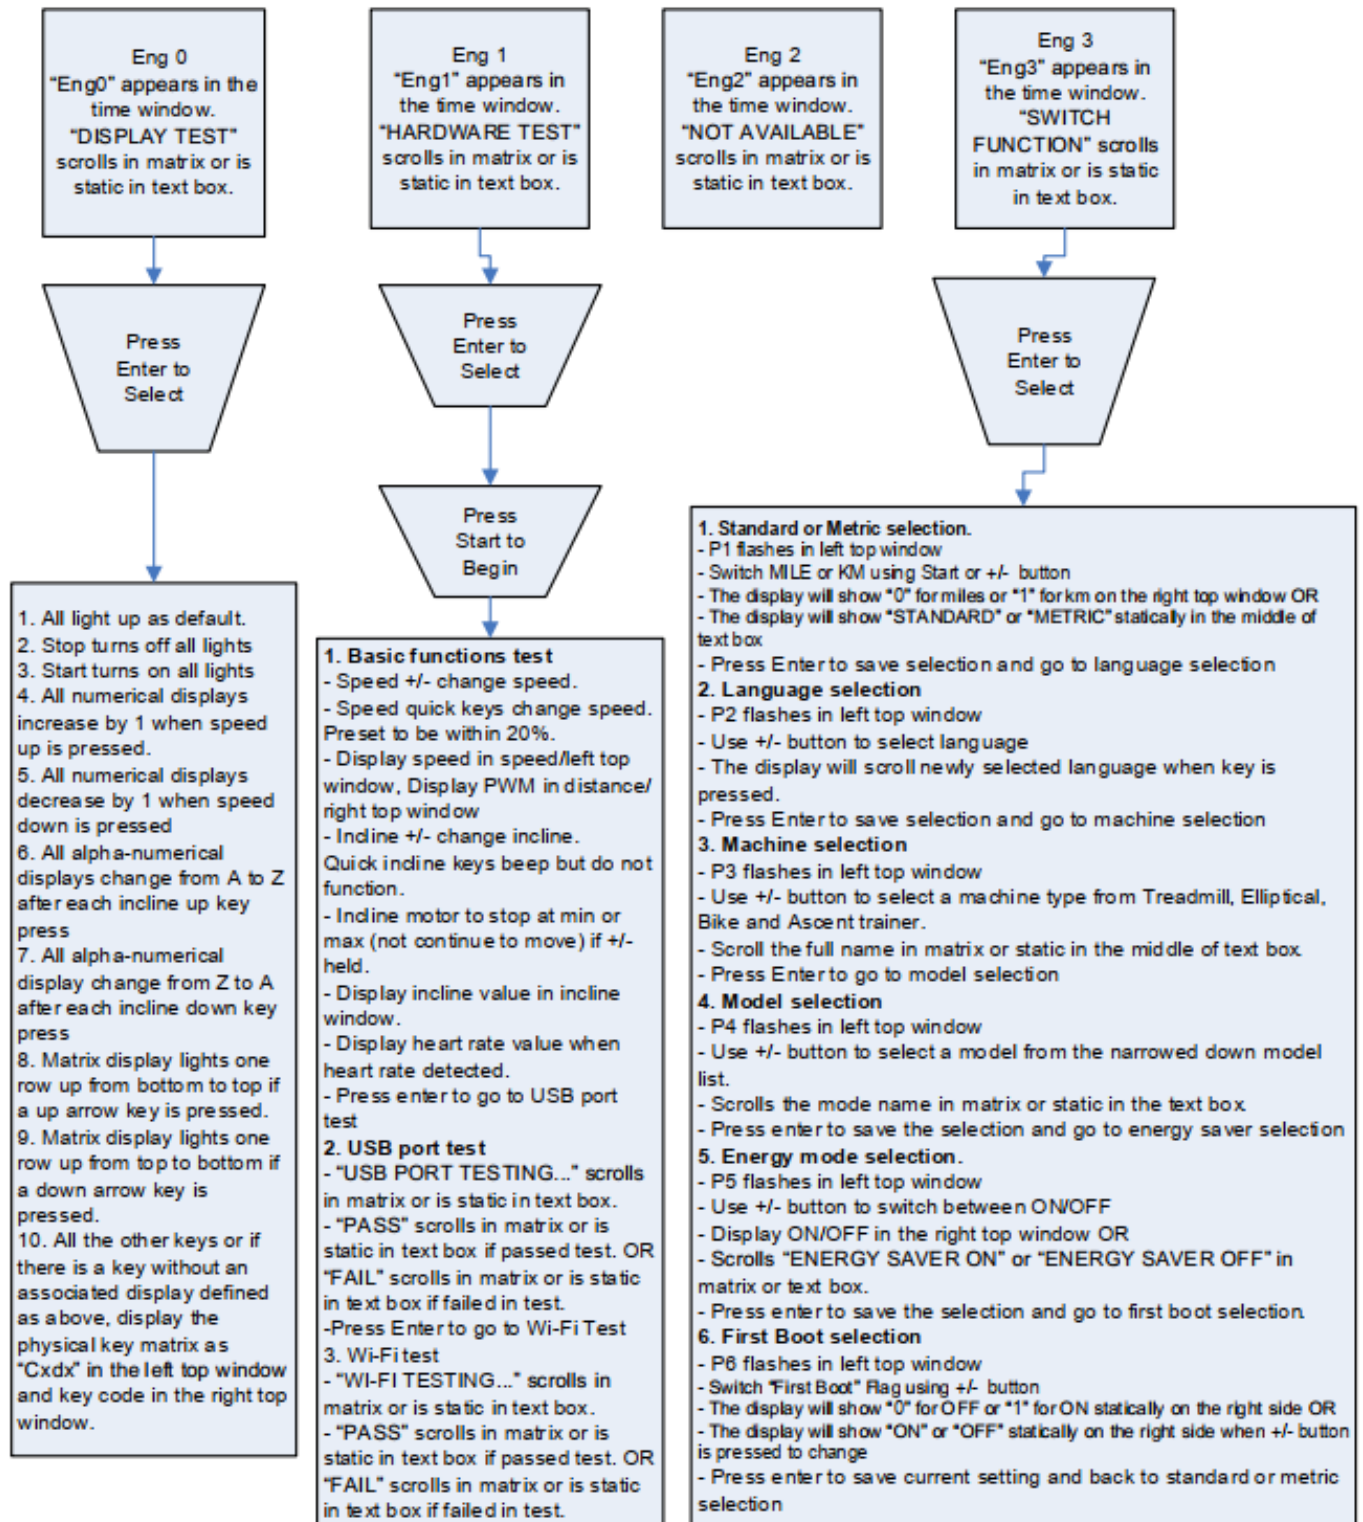 Eng 0
“Eng0” appears in the
time window.
“DISPLAY TEST”
scrolls in matrix or is
static in text box.
Press
Enter to
Select
1. All light up as default.
2. Stop turns off all lights
3. Start turns on all lights
4. All numerical displays
increase by 1 when speed
up is pressed.
5. All numerical displays
decrease by 1 when speed
down is pressed
6. All alpha-numerical
displays change from A to Z
after each incline up key
press
7. All alpha-numerical
display change from Z to A
after each incline down key
press
8. Matrix display lights one
row up from bottom to top if
a up arrow key is pressed.
9. Matrix display lights one
row up from top to bottom if
a down arrow key is
pressed.
10. All the other keys or if
there is a key without an
associated display defined
as above, display the
physical key matrix as
“Cxdx” in the left top window
and key code in the right top
window.
Eng 1
“Eng1” appears in
the time window.
“HARDWARE TEST”
scrolls in matrix or is
static in text box.
Press
Enter to
Select
Press
Start to
Begin
1. Basic functions test
- Speed +/- change speed.
- Speed quick keys change speed.
Preset to be within 20%.
- Display speed in speed/left top
window, Display PWM in distance/
right top window
- Incline +/- change incline.
Quick incline keys beep but do not
function.
- Incline motor to stop at min or
max (not continue to move) if +/-
held.
- Display incline value in incline
window.
- Display heart rate value when
heart rate detected.
- Press enter to go to USB port
test
2. USB port test
- “USB PORT TESTING...” scrolls
in matrix or is static in text box.
- “PASS” scrolls in matrix or is
static in text box if passed test. OR
“FAIL” scrolls in matrix or is static
in text box if failed in test.
-Press Enter to go to Wi-Fi Test
3. Wi-Fi test
- “WI-FI TESTING...” scrolls in
matrix or is static in text box.
- “PASS” scrolls in matrix or is
static in text box if passed test. OR
“FAIL” scrolls in matrix or is static
in text box if failed in test.
Eng 2
“Eng2” appears in
the time window.
“NOT AVAILABLE”
scrolls in matrix or is
static in text box.
Eng 3
“Eng3” appears in
the time window.
“SWITCH
FUNCTION” scrolls
in matrix or is static
in text box.
Press
Enter to
Select
1. Standard or Metric selection.
- P1 flashes in left top window
- Switch MILE or KM using Start or +/- button
- The display will show “0” for miles or “1” for km on the right top window OR
- The display will show “STANDARD” or “METRIC” statically in the middle of
text box
- Press Enter to save selection and go to language selection
2. Language selection
- P2 flashes in left top window
- Use +/- button to select language
- The display will scroll newly selected language when key is
pressed.
- Press Enter to save selection and go to machine selection
3. Machine selection
- P3 flashes in left top window
- Use +/- button to select a machine type from Treadmill, Elliptical,
Bike and Ascent trainer.
- Scroll the full name in matrix or static in the middle of text box.
- Press Enter to go to model selection
4. Model selection
- P4 flashes in left top window
- Use +/- button to select a model from the narrowed down model
list.
- Scrolls the mode name in matrix or static in the text box.
- Press enter to save the selection and go to energy saver selection
5. Energy mode selection.
- P5 flashes in left top window
- Use +/- button to switch between ON/OFF
- Display ON/OFF in the right top window OR
- Scrolls “ENERGY SAVER ON” or “ENERGY SAVER OFF” in
matrix or text box.
- Press enter to save the selection and go to first boot selection.
6. First Boot selection
- P6 flashes in left top window
- Switch “First Boot” Flag using +/- button
- The display will show “0” for OFF or “1” for ON statically on the right side OR
- The display will show “ON” or “OFF” statically on the right side when +/- button
is pressed to change
- Press enter to save current setting and back to standard or metric
selection